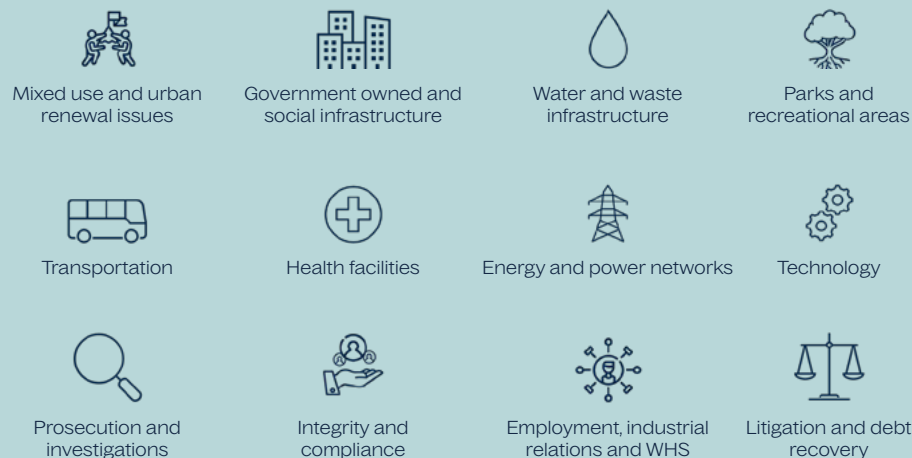 Mixed use and urban
renewal issues
Government owned and
social infrastructure
Water and waste
infrastructure
Parks and
recreational areas
Transportation
Health facilities
Energy and power networks
Technology
Prosecution and
investigations
Integrity and
compliance
Employment, industrial
relations and WHS
Litigation and debt
recovery